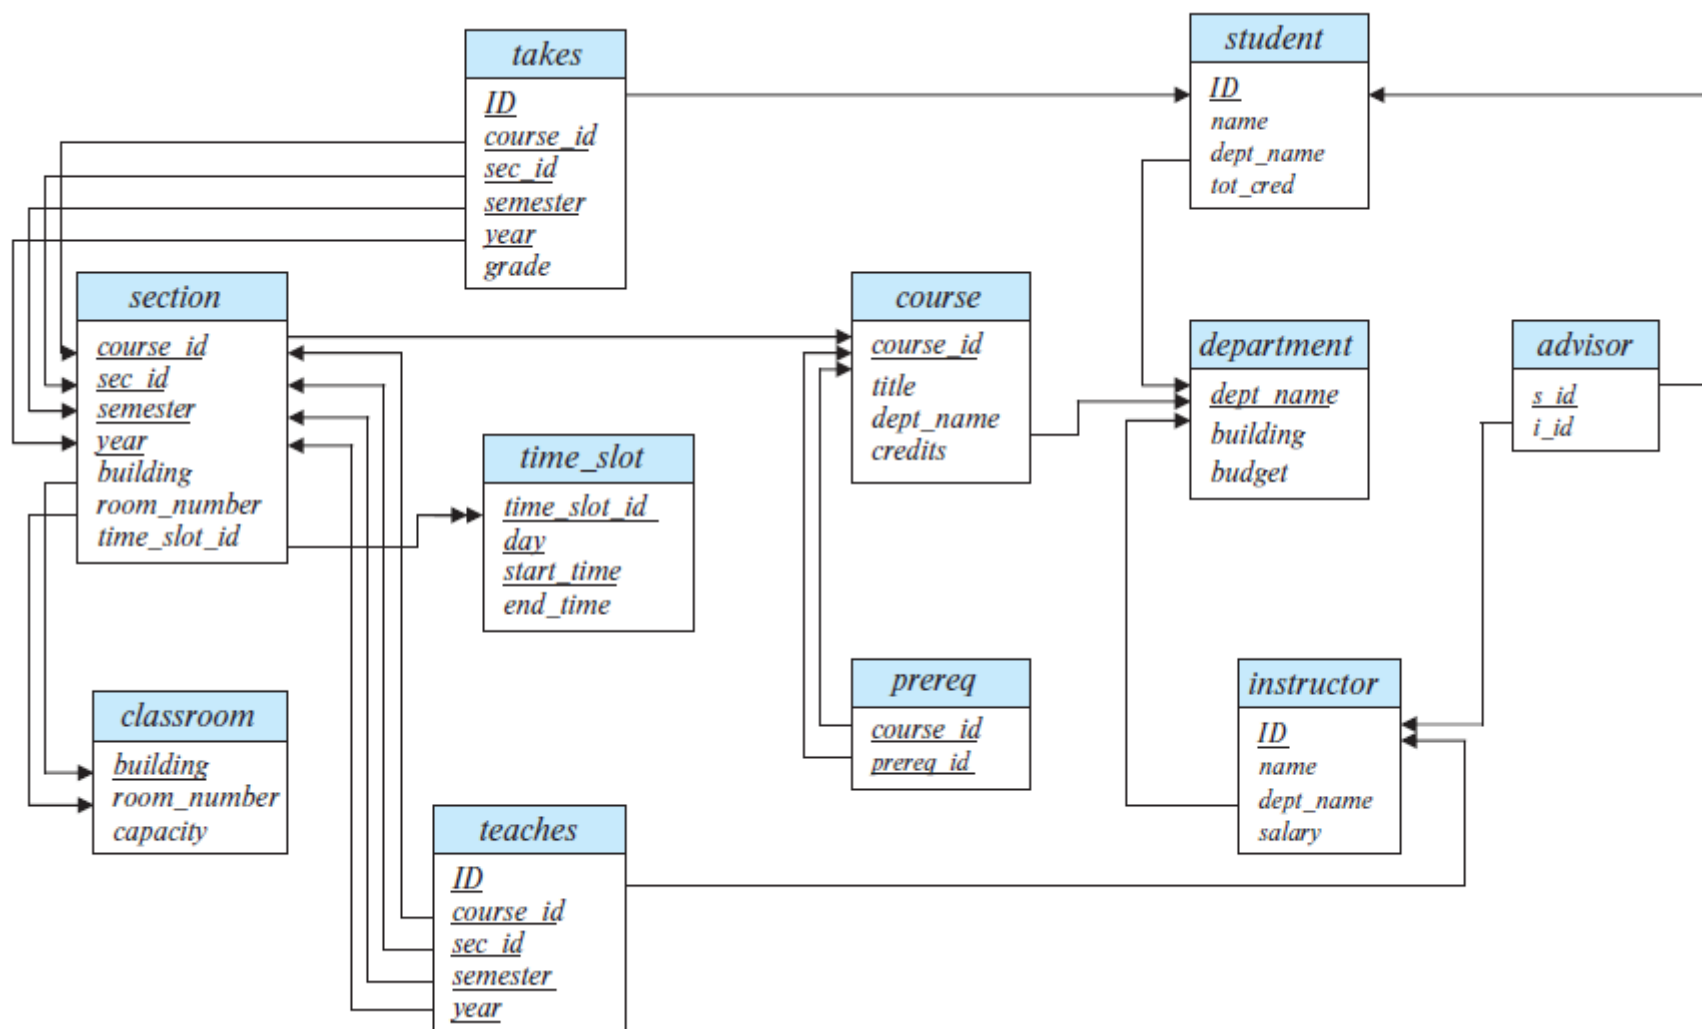 takes
ID
course_id
sec_id
semester
year
grade
student
ID
name
dept_name
tot_cred
section
course_id
sec_id
semester
year
building
room_number
time_slot_id
course
course_id
title
dept_name
credits
department
dept_name
building
budget
advisor
s_id
i_id
time_slot
time_slot_id
day
start_time
end_time
prereq
course_id
prereq_id
instructor
ID
name
dept_name
salary
classroom
building
room_number
capacity
teaches
ID
course_id
sec_id
semester
year